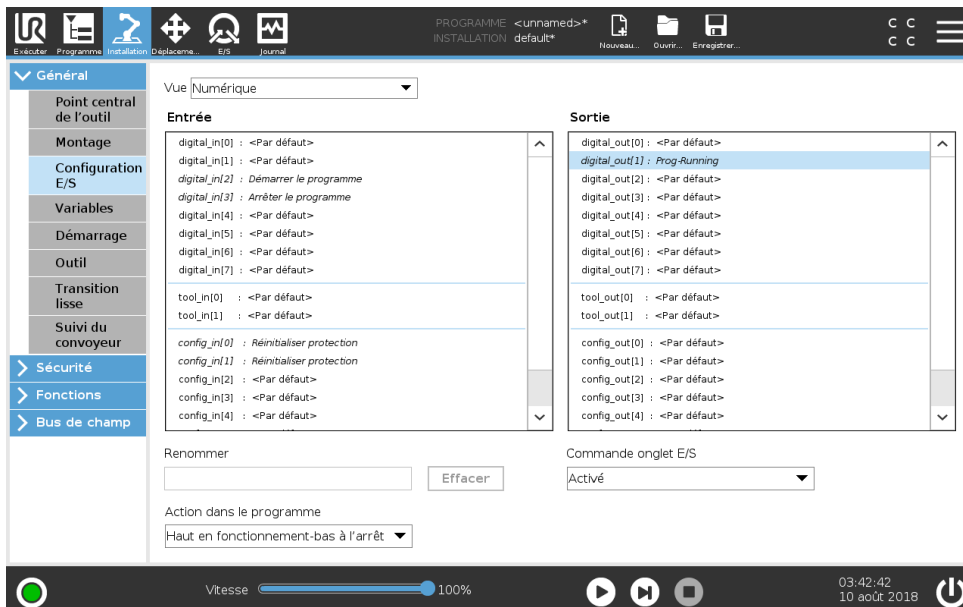 UR
PROGRAMME <unnamed>*
INSTALLATION default*
Exécuter Programme Installation Déplaceme... E/S Journal
Nouveau... Ouvrir... Enregistrer...
C C
C C
Général
Point central
de l'outil
Montage
Configuration
E/S
Variables
Démarrage
Outil
Transition
lisse
Suivi du
convoyeur
Sécurité
Fonctions
Bus de champ
Vue Numérique
Entrée
digital_in[0] : <Par défaut>
digital_in[1] : <Par défaut>
digital_in[2] : Démarrer le programme
digital_in[3] : Arrêter le programme
digital_in[4] : <Par défaut>
digital_in[5] : <Par défaut>
digital_in[6] : <Par défaut>
digital_in[7] : <Par défaut>
tool_in[0] : <Par défaut>
tool_in[1] : <Par défaut>
config_in[0] : Réinitialiser protection
config_in[1] : Réinitialiser protection
config_in[2] : <Par défaut>
config_in[3] : <Par défaut>
config_in[4] : <Par défaut>
Sortie
digital_out[0] : <Par défaut>
digital_out[1] : Prog-Running
digital_out[2] : <Par défaut>
digital_out[3] : <Par défaut>
digital_out[4] : <Par défaut>
digital_out[5] : <Par défaut>
digital_out[6] : <Par défaut>
digital_out[7] : <Par défaut>
tool_out[0] : <Par défaut>
tool_out[1] : <Par défaut>
config_out[0] : <Par défaut>
config_out[1] : <Par défaut>
config_out[2] : <Par défaut>
config_out[3] : <Par défaut>
config_out[4] : <Par défaut>
Renommer
Effacer
Commande onglet E/S
Activé
Action dans le programme
Haut en fonctionnement-bas à l'arrêt
Vitesse 100%
03:42:42
10 août 2018